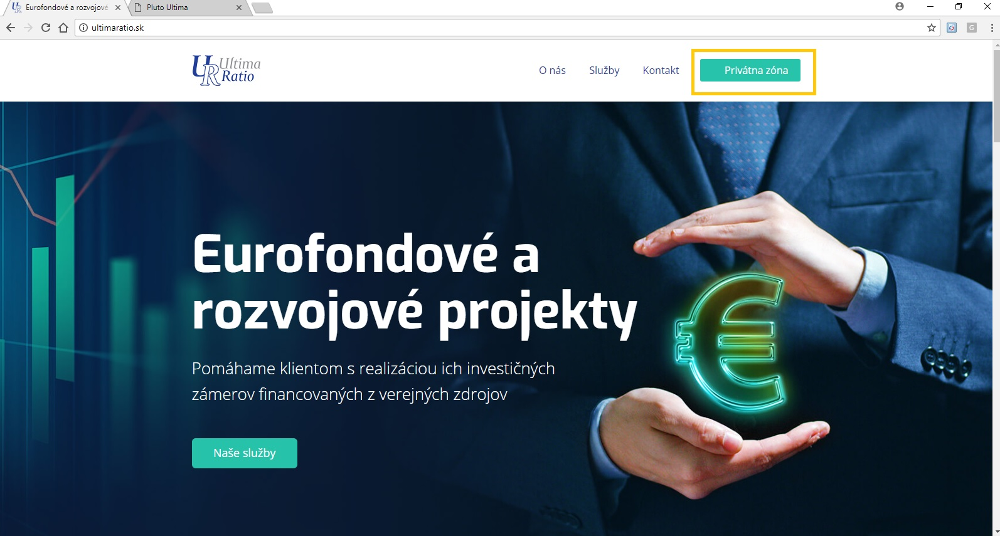 Eurofondové a rozvojové
Pluto Ultima
ultimaratio.sk
UR Ultima
Ratio
O nás
Služby
Kontakt
Privátna zóna
Eurofondové a
rozvojové projekty
Pomáhame klientom s realizáciou ich investičných
zámerov financovaných z verejných zdrojov
Naše služby